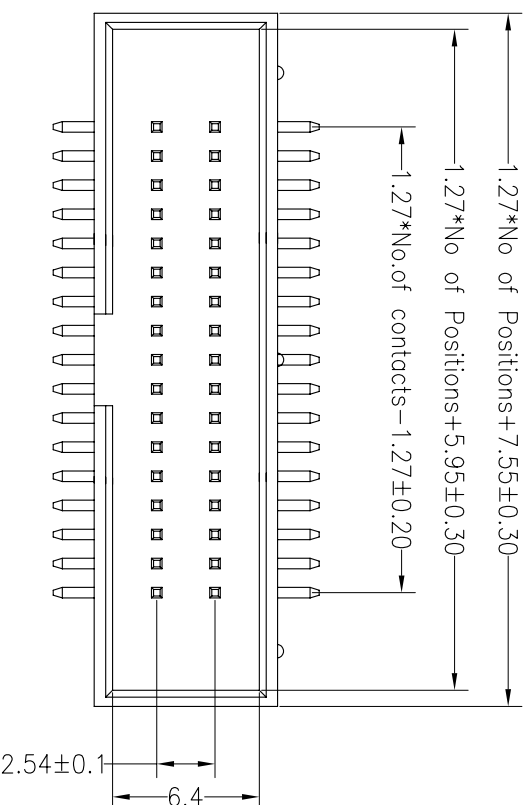 1.27*No of Positions+7.55±0.30
1.27*No of Positions+5.95±0.30
1.27*No.of contacts-1.27±0.20
2.54±0.1
6.4